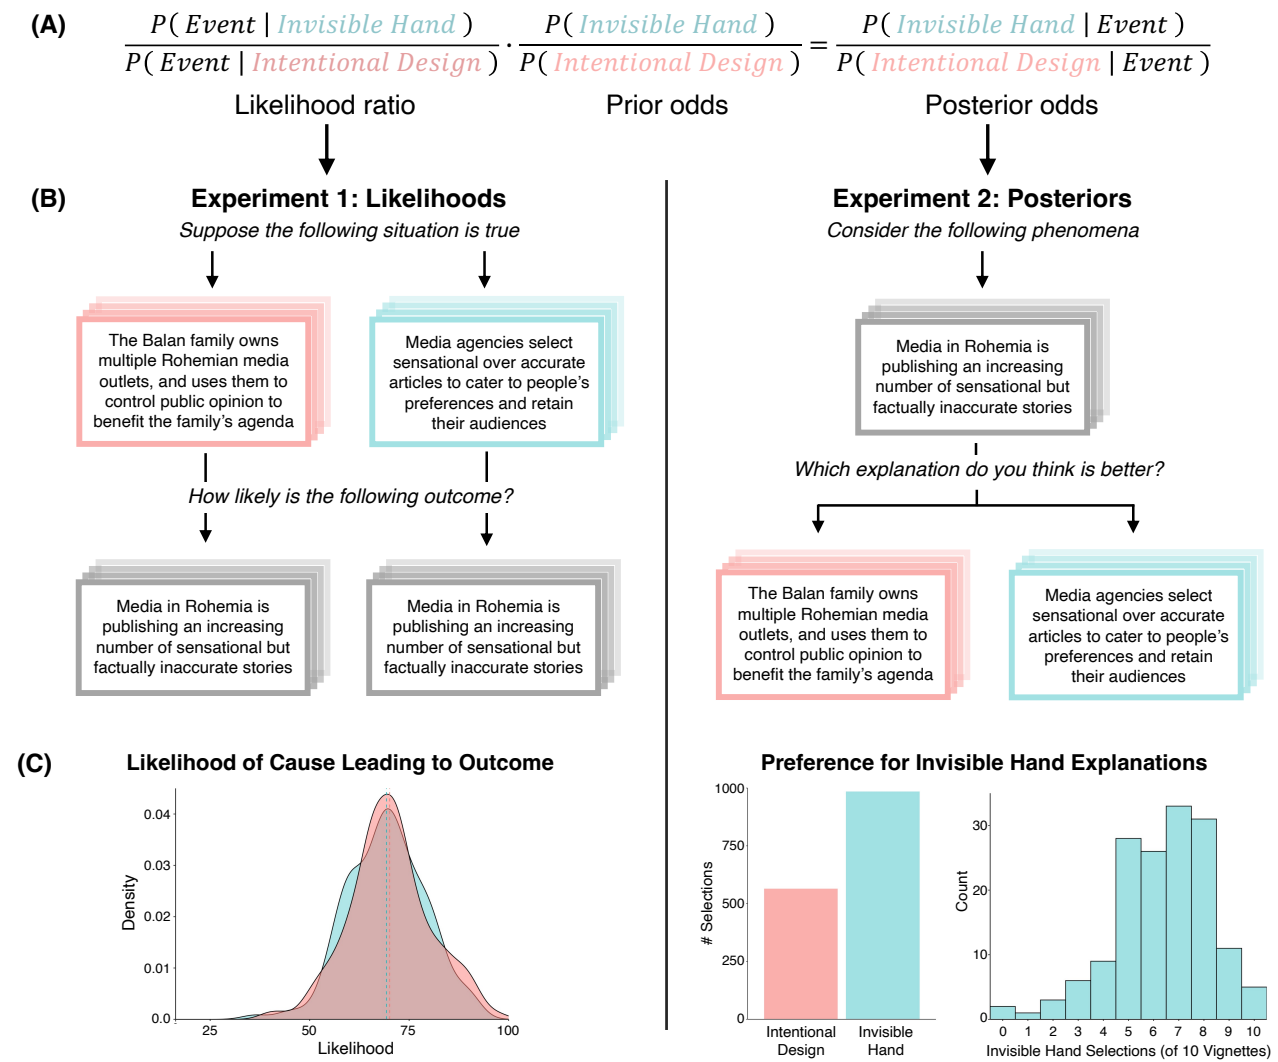 (A)
P( Event | Invisible Hand ) P( Invisible Hand ) P( Invisible Hand | Event )
· =
P( Event | Intentional Design ) P( Intentional Design ) P( Intentional Design | Event )
Likelihood ratio Prior odds Posterior odds
(B)
Experiment 1: Likelihoods
Suppose the following situation is true
The Balan family owns
multiple Rohemian media
outlets, and uses them to
control public opinion to
benefit the family's agenda
Media agencies select
sensational over accurate
articles to cater to people's
preferences and retain
their audiences
How likely is the following outcome?
Media in Rohemia is
publishing an increasing
number of sensational but
factually inaccurate stories
Media in Rohemia is
publishing an increasing
number of sensational but
factually inaccurate stories
Experiment 2: Posteriors
Consider the following phenomena
Media in Rohemia is
publishing an increasing
number of sensational but
factually inaccurate stories
Which explanation do you think is better?
The Balan family owns
multiple Rohemian media
outlets, and uses them to
control public opinion to
benefit the family's agenda
Media agencies select
sensational over accurate
articles to cater to people's
preferences and retain
their audiences
(C)
Likelihood of Cause Leading to Outcome
Density
0.04
0.03
0.02
0.01
0.0
25 50 75 100
Likelihood
Preference for Invisible Hand Explanations
# Selections
1000
750
500
250
0
Intentional
Design
Invisible
Hand
Count
30
20
10
0
0 1 2 3 4 5 6 7 8 9 10
Invisible Hand Selections (of 10 Vignettes)